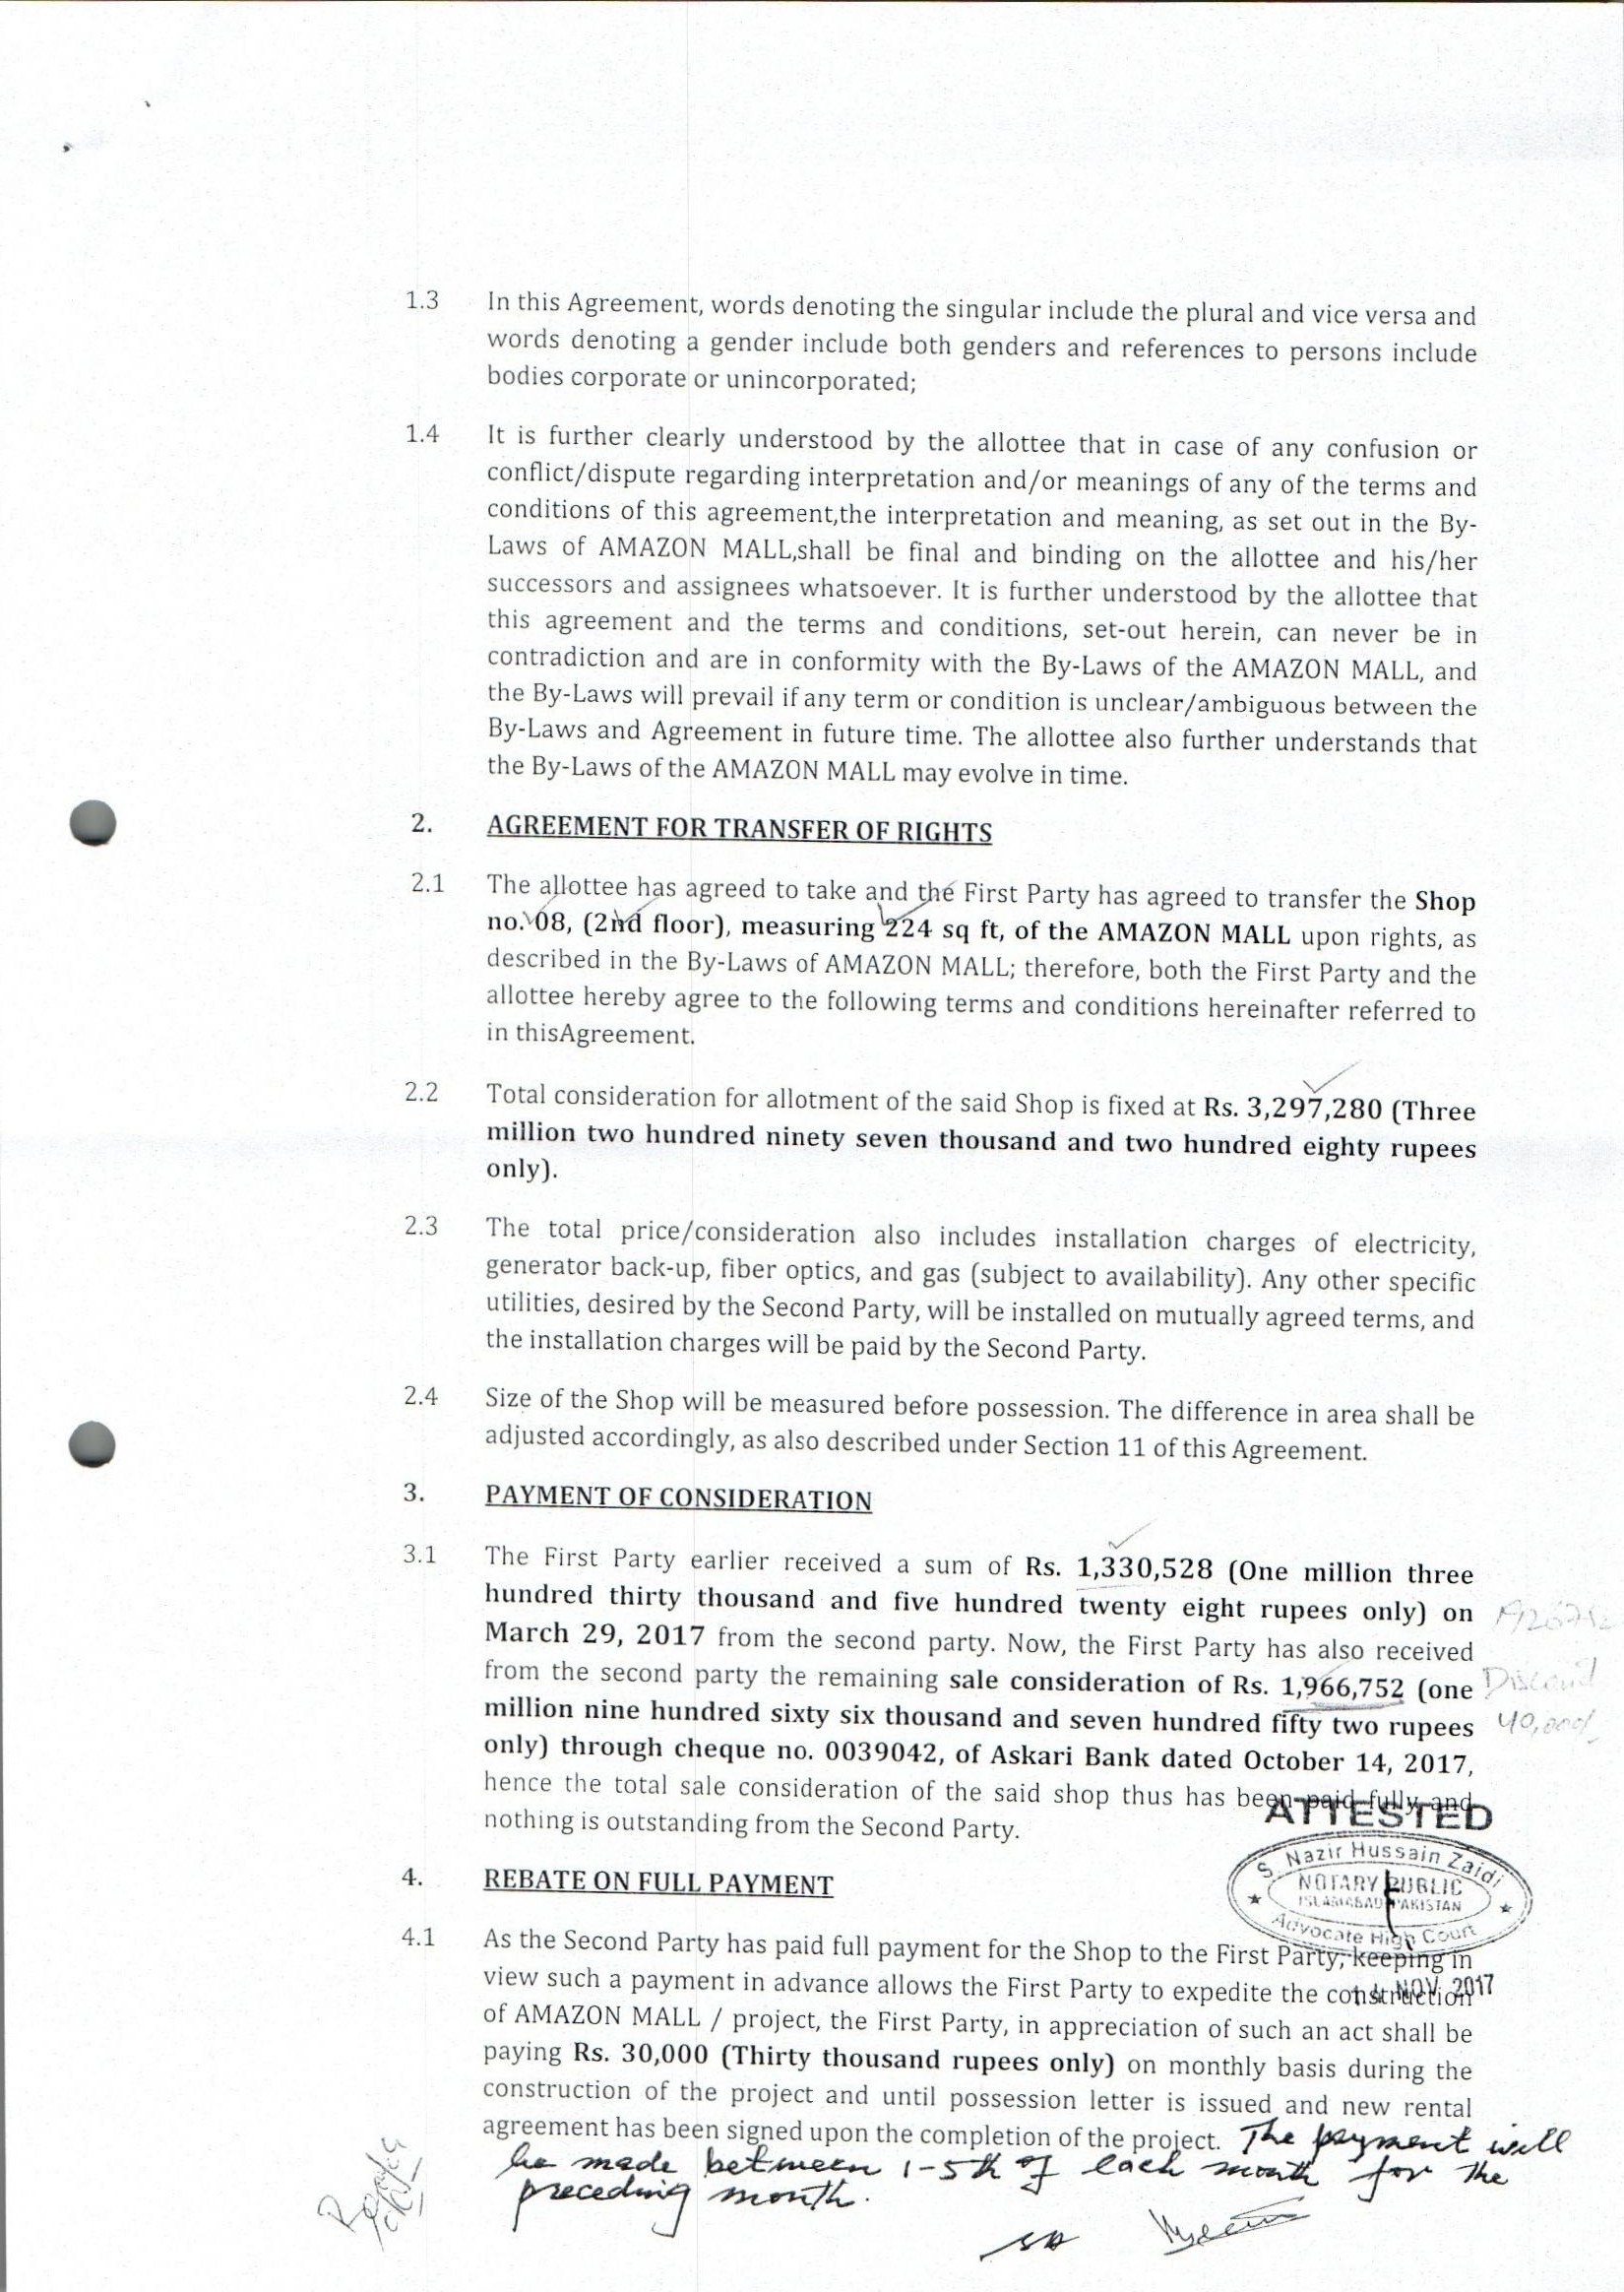 1.3 In this Agreement, words denoting the singular include the plural and vice versa and
words denoting a gender include both genders and references to persons include
bodies corporate or unincorporated;
1.4 It is further clearly understood by the allottee that in case of any confusion or
conflict/dispute regarding interpretation and/or meanings of any of the terms and
conditions of this agreement,the interpretation and meaning, as set out in the By-
Laws of AMAZON MALL,shall be final and binding on the allottee and his/her
successors and assignees whatsoever. It is further understood by the allottee that
this agreement and the terms and conditions, set-out herein, can never be in
contradiction and are in conformity with the By-Laws of the AMAZON MALL, and
the By-Laws will prevail if any term or condition is unclear/ambiguous between the
By-Laws and Agreement in future time. The allottee also further understands that
the By-Laws of the AMAZON MALL may evolve in time.
2. AGREEMENT FOR TRANSFER OF RIGHTS
2.1 The allottee has agreed to take and the First Party has agreed to transfer the Shop
no. 08, (2nd floor), measuring 224 sq ft, of the AMAZON MALL upon rights, as
described in the By-Laws of AMAZON MALL; therefore, both the First Party and the
allottee hereby agree to the following terms and conditions hereinafter referred to
in thisAgreement.
2.2 Total consideration for allotment of the said Shop is fixed at Rs. 3,297,280 (Three
million two hundred ninety seven thousand and two hundred eighty rupees
only).
2.3 The total price/consideration also includes installation charges of electricity,
generator back-up, fiber optics, and gas (subject to availability). Any other specific
utilities, desired by the Second Party, will be installed on mutually agreed terms, and
the installation charges will be paid by the Second Party.
2.4 Size of the Shop will be measured before possession. The difference in area shall be
adjusted accordingly, as also described under Section 11 of this Agreement.
3. PAYMENT OF CONSIDERATION
3.1 The First Party earlier received a sum of Rs. 1,330,528 (One million three
hundred thirty thousand and five hundred twenty eight rupees only) on
March 29, 2017 from the second party. Now, the First Party has also received
from the second party the remaining sale consideration of Rs. 1,966,752 (one
Discount
million nine hundred sixty six thousand and seven hundred fifty two rupees
40,000/
only) through cheque no. 0039042, of Askari Bank dated October 14, 2017,
hence the total sale consideration of the said shop thus has been paid fully and
nothing is outstanding from the Second Party.
ATTESTED
S. Nazir Hussain Zaidi
NOTARY PUBLIC
ISLAMABAD PAKISTAN
Advocate High Court
4. REBATE ON FULL PAYMENT
4.1 As the Second Party has paid full payment for the Shop to the First Party, keeping in
view such a payment in advance allows the First Party to expedite the construction
NOV 2017
of AMAZON MALL / project, the First Party, in appreciation of such an act shall be
paying Rs. 30,000 (Thirty thousand rupees only) on monthly basis during the
construction of the project and until possession letter is issued and new rental
agreement has been signed upon the completion of the project. The payment will
be made between 1-5th of each month for the
preceding month.